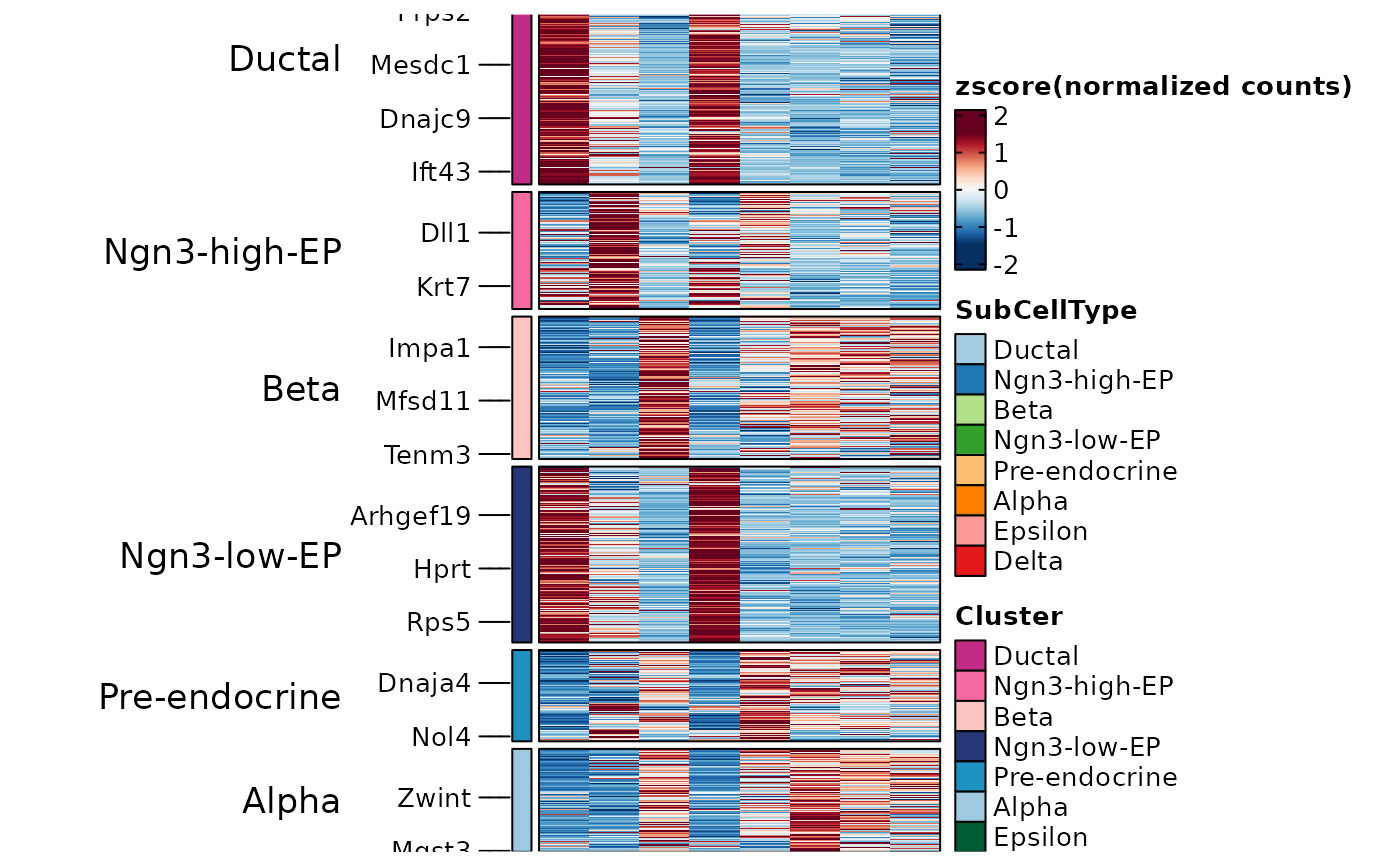 Ductal
Mesdc1
Dnajc9
Ift43
Ngn3-high-EP
Dll1
Krt7
Beta
Impa1
Mfsd11
Tenm3
Ngn3-low-EP
Arhgef19
Hprt
Rps5
Pre-endocrine
Dnaja4
Nol4
Alpha
Zwint
Mgst3
zscore(normalized counts)
2
1
0
-1
-2
SubCellType
Ductal
Ngn3-high-EP
Beta
Ngn3-low-EP
Pre-endocrine
Alpha
Epsilon
Delta
Cluster
Ductal
Ngn3-high-EP
Beta
Ngn3-low-EP
Pre-endocrine
Alpha
Epsilon